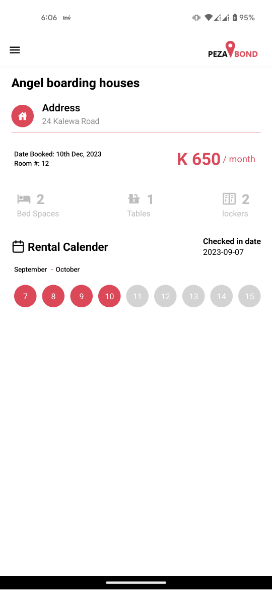 6:06
95%
PEZA BOND
Angel boarding houses
Address
24 Kalewa Road
Date Booked: 10th Dec, 2023
Room #: 12
K 650 / month
2 1 2
Bed Spaces Tables lockers
Rental Calender
Checked in date
2023-09-07
September - October
7 8 9 10 11 12 13 14 15